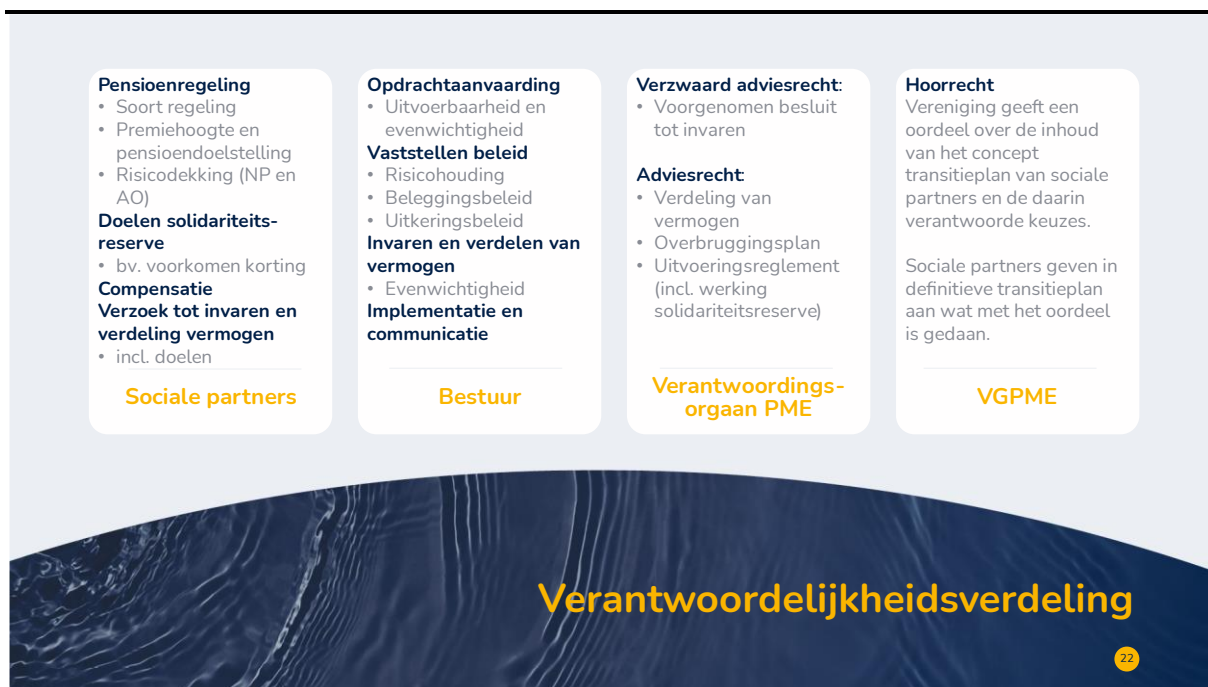 Pensioenregeling
• Soort regeling
• Premiehoogte en
pensioendoelstelling
• Risicodekking (NP en
AO)
Doelen solidariteits-
reserve
• bv. voorkomen korting
Compensatie
Verzoek tot invaren en
verdeling vermogen
• incl. doelen
Sociale partners
Opdrachtaanvaarding
• Uitvoerbaarheid en
evenwichtigheid
Vaststellen beleid
• Risicohouding
• Beleggingsbeleid
• Uitkeringsbeleid
Invaren en verdelen van
vermogen
• Evenwichtigheid
Implementatie en
communicatie
Bestuur
Verzwaard adviesrecht:
• Voorgenomen besluit
tot invaren
Adviesrecht:
• Verdeling van
vermogen
• Overbruggingsplan
• Uitvoeringsreglement
(incl. werking
solidariteitsreserve)
Verantwoordings-
orgaan PME
Hoorrecht
Vereniging geeft een
oordeel over de inhoud
van het concept
transitieplan van sociale
partners en de daarin
verantwoorde keuzes.
Sociale partners geven in
definitieve transitieplan
aan wat met het oordeel
is gedaan.
VGPME
Verantwoordelijkheidsverdeling
22